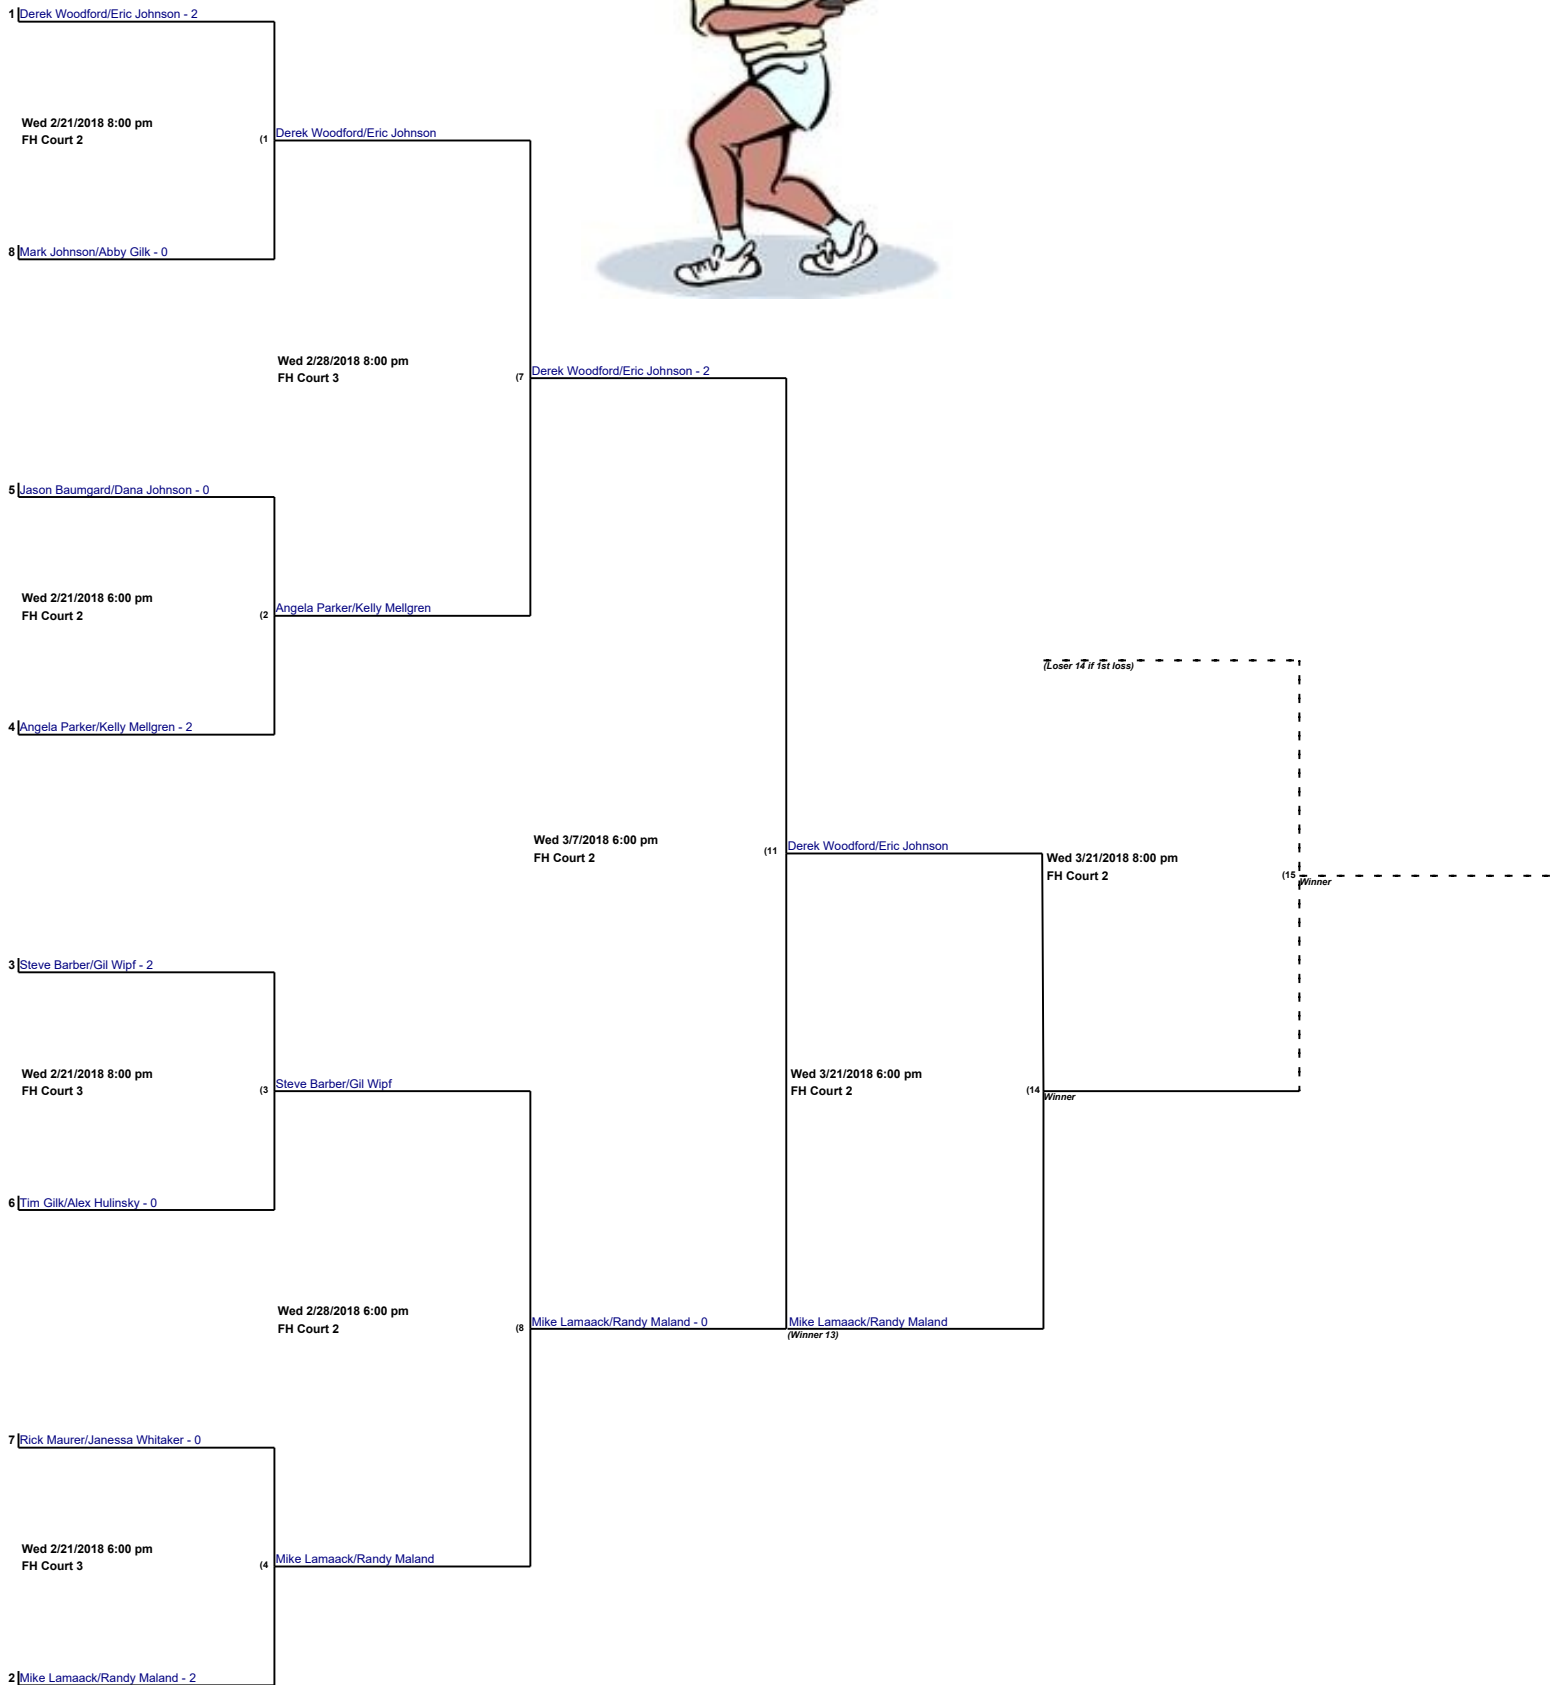 1 Derek Woodford/Eric Johnson - 2
Wed 2/21/2018 8:00 pm
FH Court 2
(1
Derek Woodford/Eric Johnson
8 Mark Johnson/Abby Gilk - 0
Wed 2/28/2018 8:00 pm
FH Court 3
(7
Derek Woodford/Eric Johnson - 2
5 Jason Baumgard/Dana Johnson - 0
Wed 2/21/2018 6:00 pm
FH Court 2
(2
Angela Parker/Kelly Mellgren
4 Angela Parker/Kelly Mellgren - 2
(Loser 14 if 1st loss)
Wed 3/7/2018 6:00 pm
FH Court 2
(11
Derek Woodford/Eric Johnson
Wed 3/21/2018 8:00 pm
FH Court 2
(15
Winner
3 Steve Barber/Gil Wipf - 2
Wed 2/21/2018 8:00 pm
FH Court 3
(3
Steve Barber/Gil Wipf
Wed 3/21/2018 6:00 pm
FH Court 2
(14
Winner
6 Tim Gilk/Alex Hulinsky - 0
Wed 2/28/2018 6:00 pm
FH Court 2
(8
Mike Lamaack/Randy Maland - 0
Mike Lamaack/Randy Maland
(Winner 13)
7 Rick Maurer/Janessa Whitaker - 0
Wed 2/21/2018 6:00 pm
FH Court 3
(4
Mike Lamaack/Randy Maland
2 Mike Lamaack/Randy Maland - 2